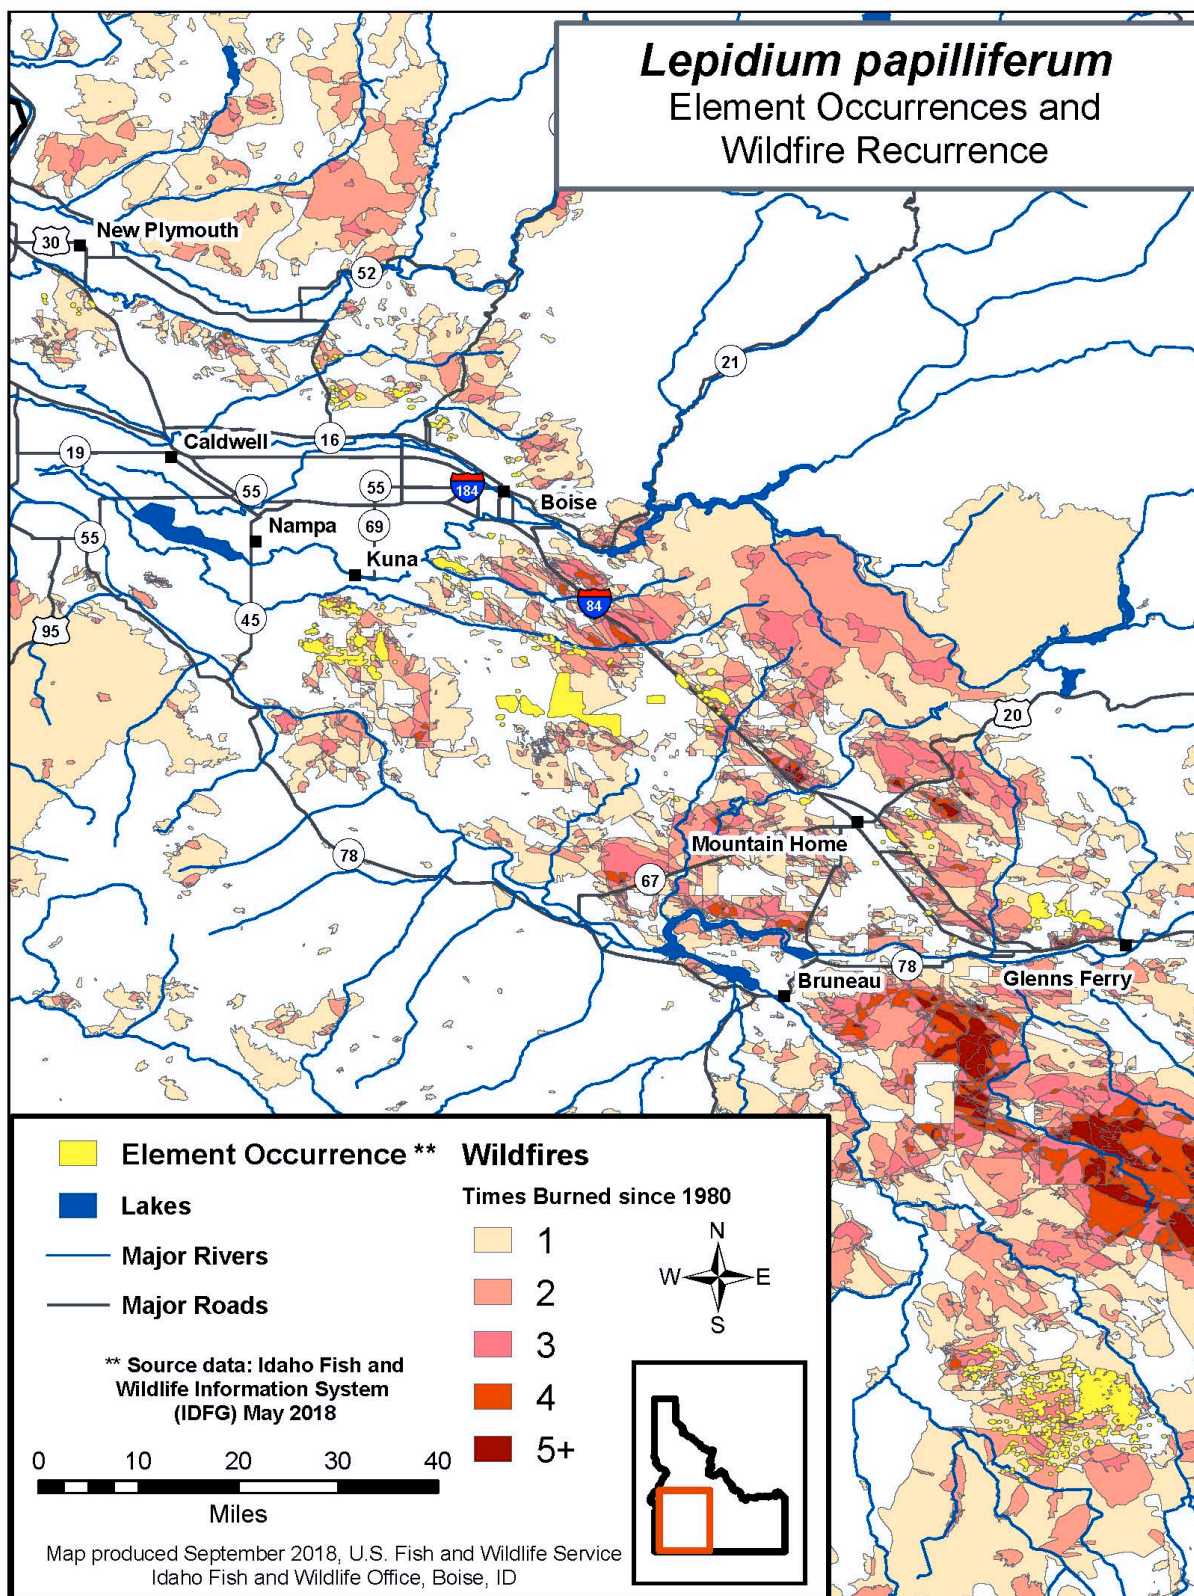 Lepidium papilliferum
Element Occurrences and
Wildfire Recurrence
New Plymouth
30
52
21
Caldwell
16
19
55
55
184
Boise
Nampa
69
55
Kuna
84
45
95
20
Mountain Home
78
67
Bruneau
78
Glenns Ferry
Element Occurrence **
Lakes
Major Rivers
Major Roads
** Source data: Idaho Fish and
Wildlife Information System
(IDFG) May 2018
0 10 20 30 40
Miles
Wildfires
Times Burned since 1980
1
2
3
4
5+
N
W E
S
Map produced September 2018, U.S. Fish and Wildlife Service
Idaho Fish and Wildlife Office, Boise, ID